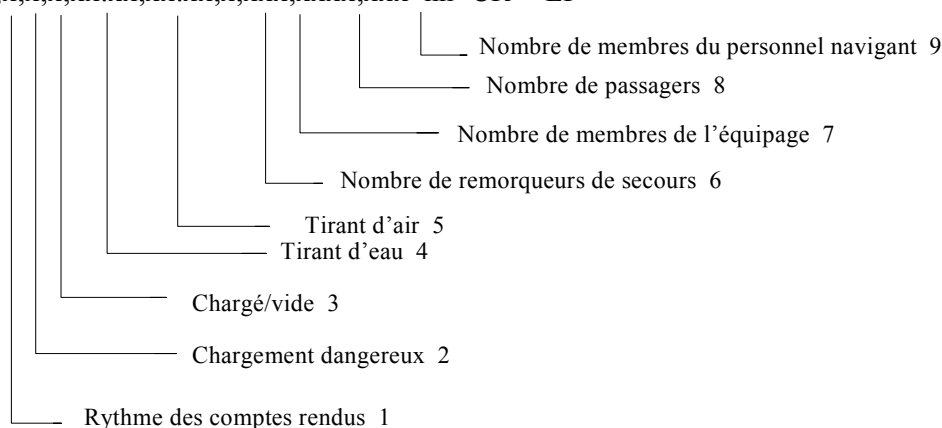 Nombre de membres du personnel navigant 9
Nombre de passagers 8
Nombre de membres de l'équipage 7
Nombre de remorqueurs de secours 6
Tirant d'air 5
Tirant d'eau 4
Chargé/vide 3
Chargement dangereux 2
Rythme des comptes rendus 1